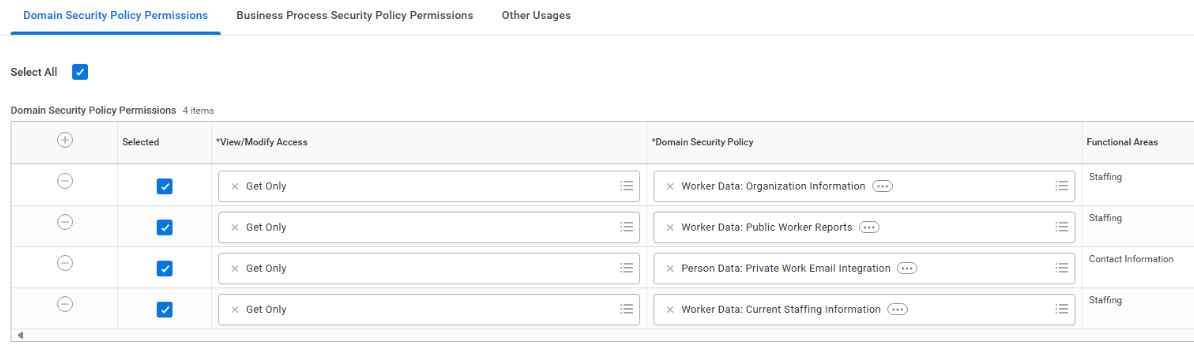 Domain Security Policy Permissions Business Process Security Policy Permissions Other Usages
Select All
Domain Security Policy Permissions 4 items
Selected *View/Modify Access *Domain Security Policy Functional Areas
Get Only Worker Data: Organization Information Staffing
Get Only Worker Data: Public Worker Reports Staffing
Get Only Person Data: Private Work Email Integration Contact Information
Get Only Worker Data: Current Staffing Information Staffing